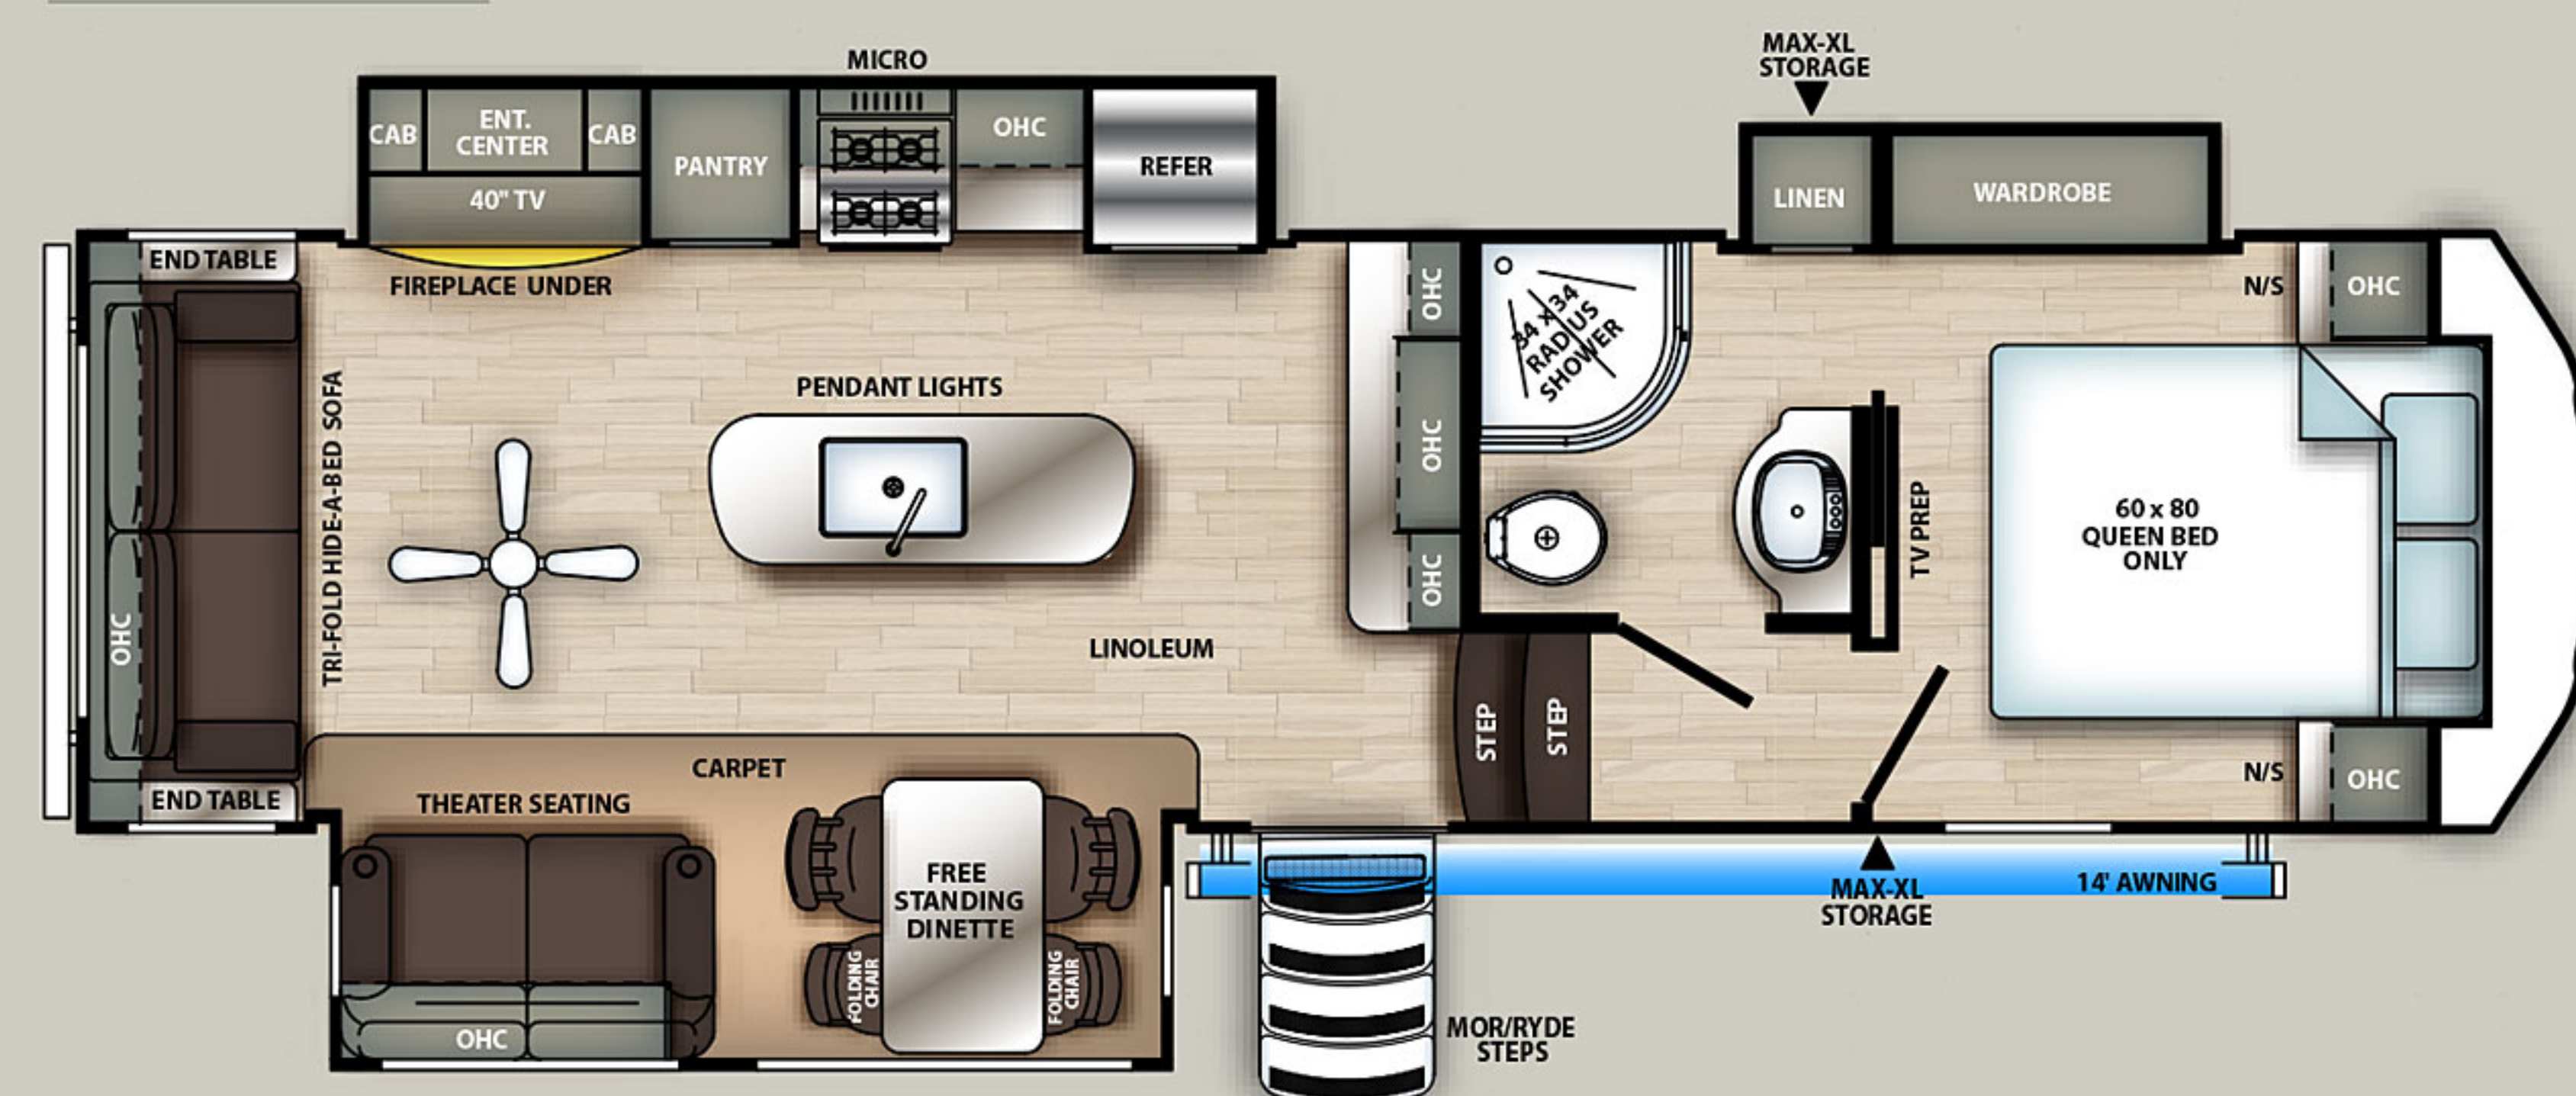 MICRO
MAX-XL
STORAGE
CAB
ENT.
CENTER
CAB
40" TV
PANTRY
OHC
REFER
LINEN
WARDROBE
END TABLE
FIREPLACE UNDER
OHC
34 x 34
RADIUS
SHOWER
N/S
OHC
TRI-FOLD HIDE-A-BED SOFA
PENDANT LIGHTS
OHC
TV PREP
60 x 80
QUEEN BED
ONLY
OHC
OHC
LINOLEUM
STEP
STEP
CARPET
N/S
OHC
END TABLE
THEATER SEATING
FREE
STANDING
DINETTE
FOLDING
CHAIR
FOLDING
CHAIR
OHC
14' AWNING
MAX-XL
STORAGE
MOR/RYDE
STEPS